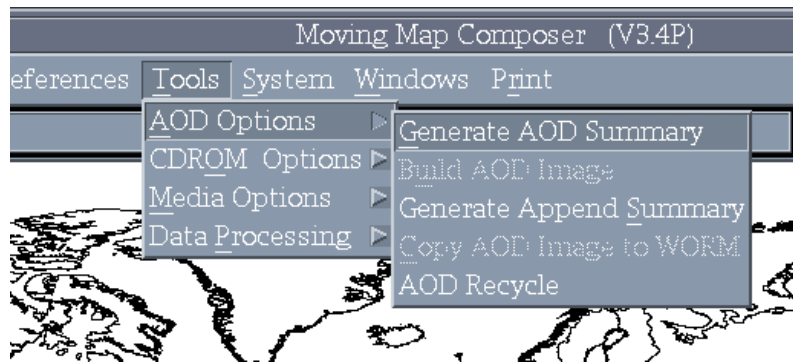 Moving Map Composer (V3.4P)
eferences Tools System Windows Print
AOD Options
CDROM Options
Media Options
Data Processing
Generate AOD Summary
Build AOD Image
Generate Append Summary
Copy AOD Image to WORM
AOD Recycle